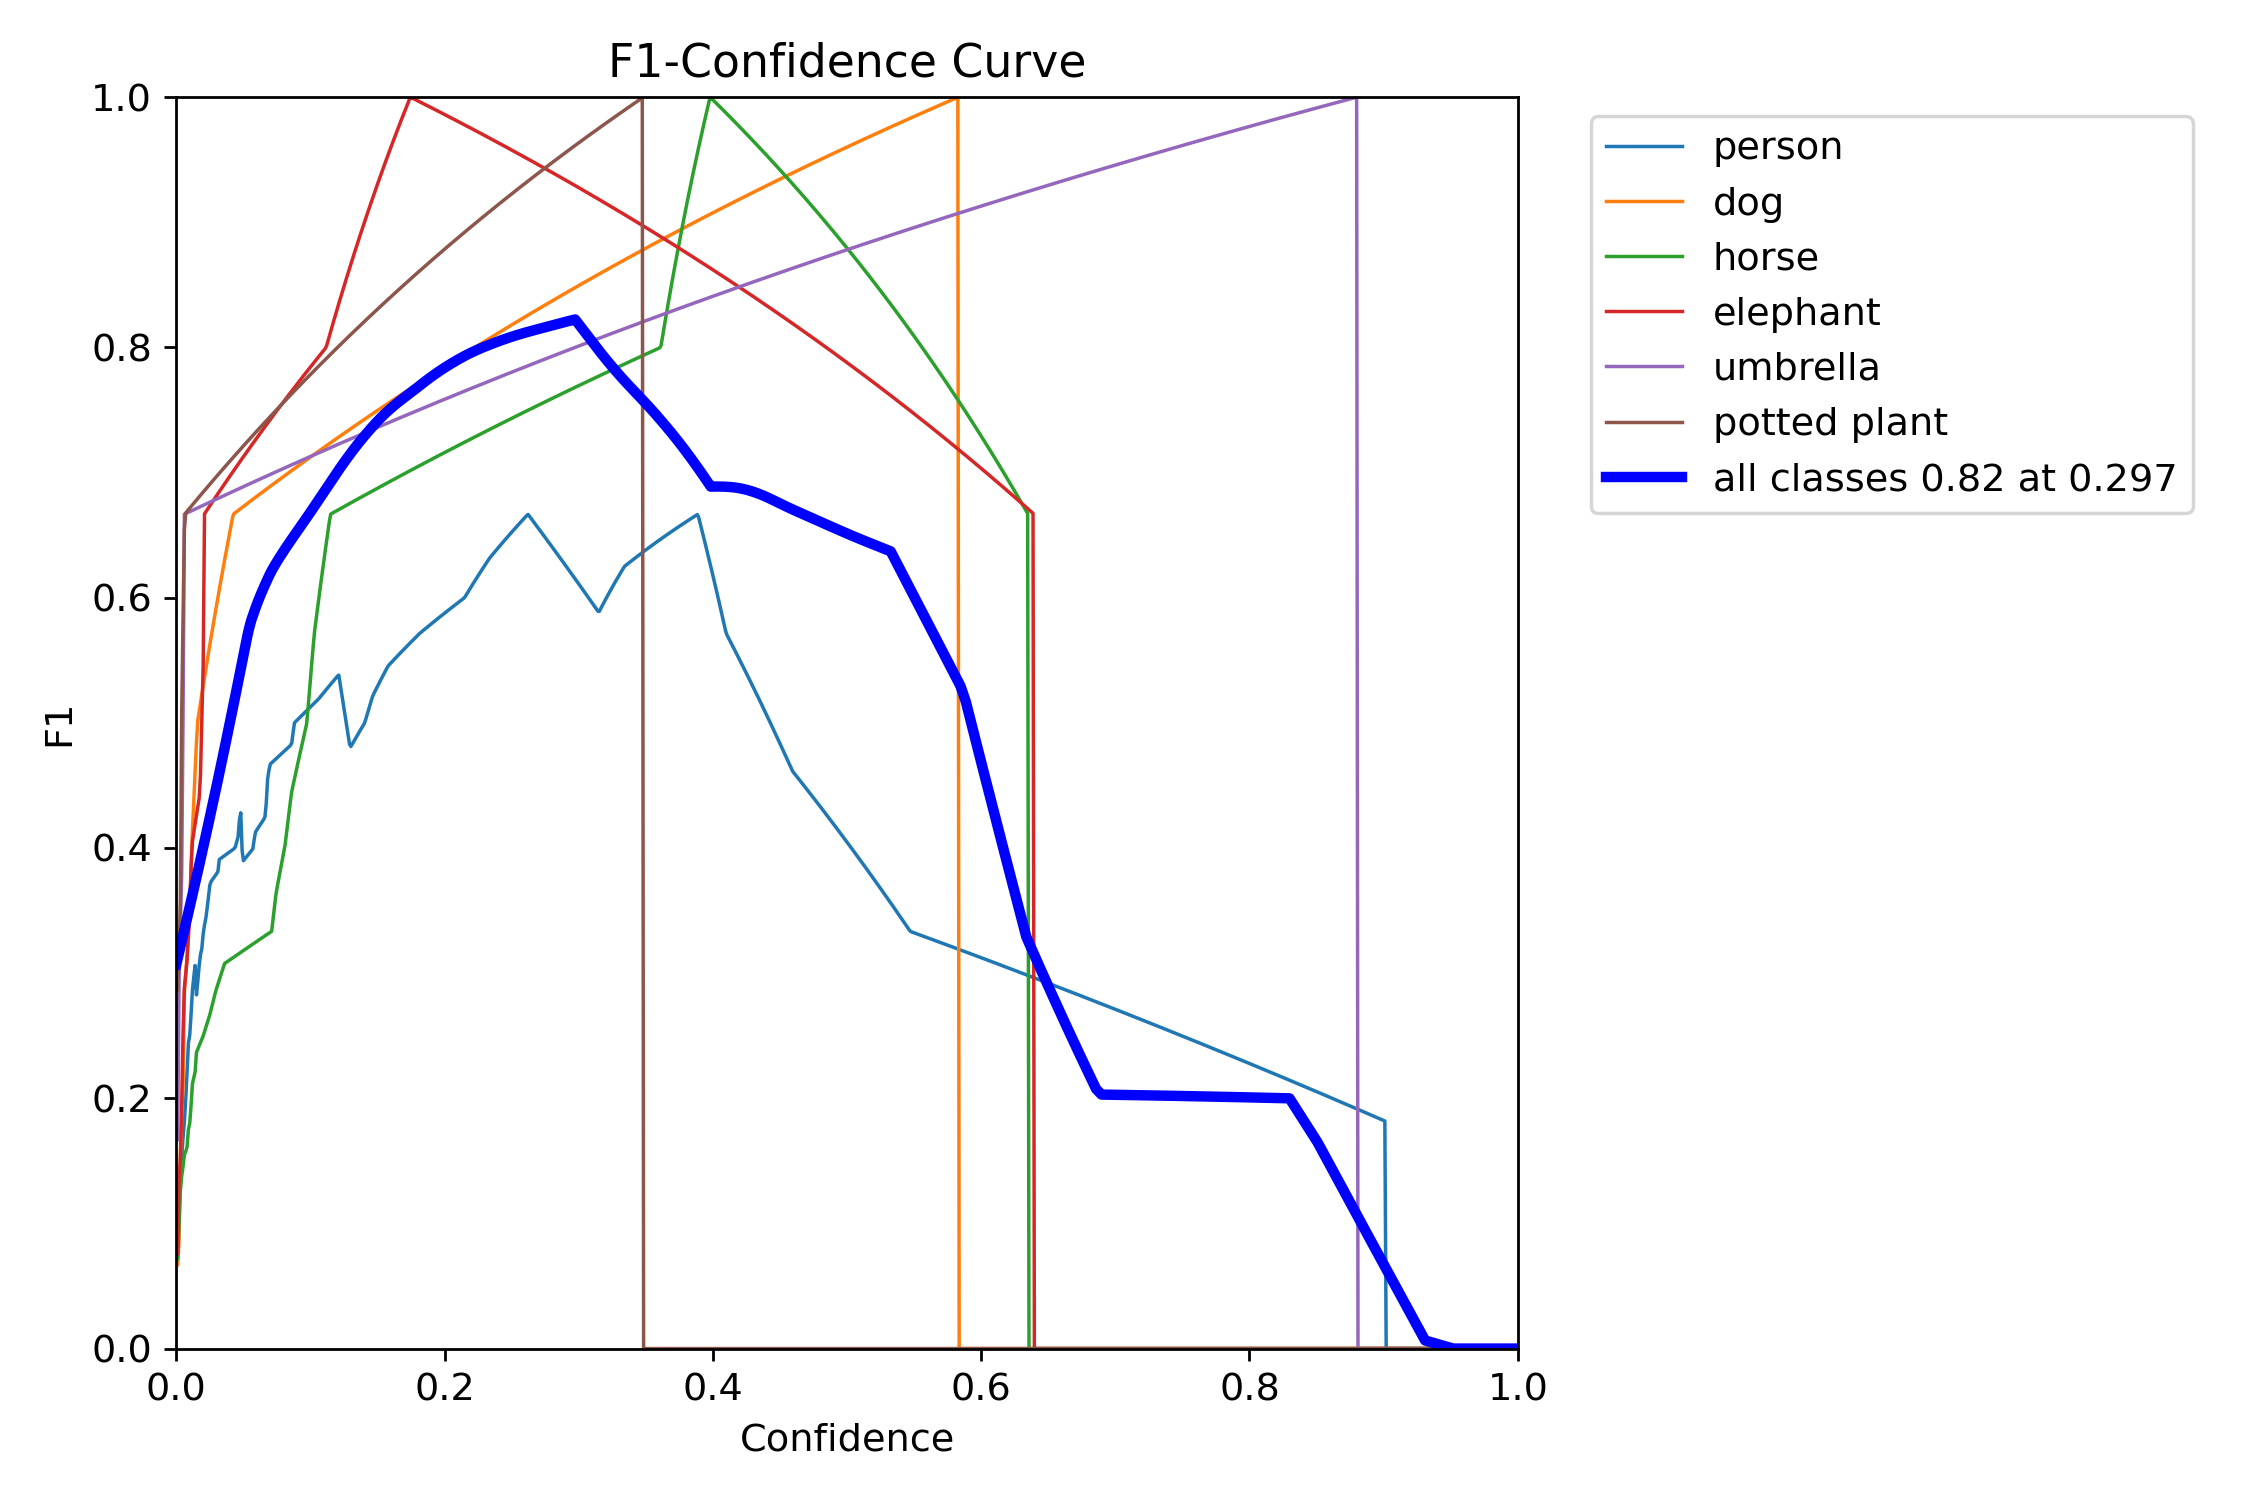 F1-Confidence Curve
1.0
0.8
0.6
0.4
0.2
0.0
F1
0.0 0.2 0.4 0.6 0.8 1.0
Confidence
person
dog
horse
elephant
umbrella
potted plant
all classes 0.82 at 0.297